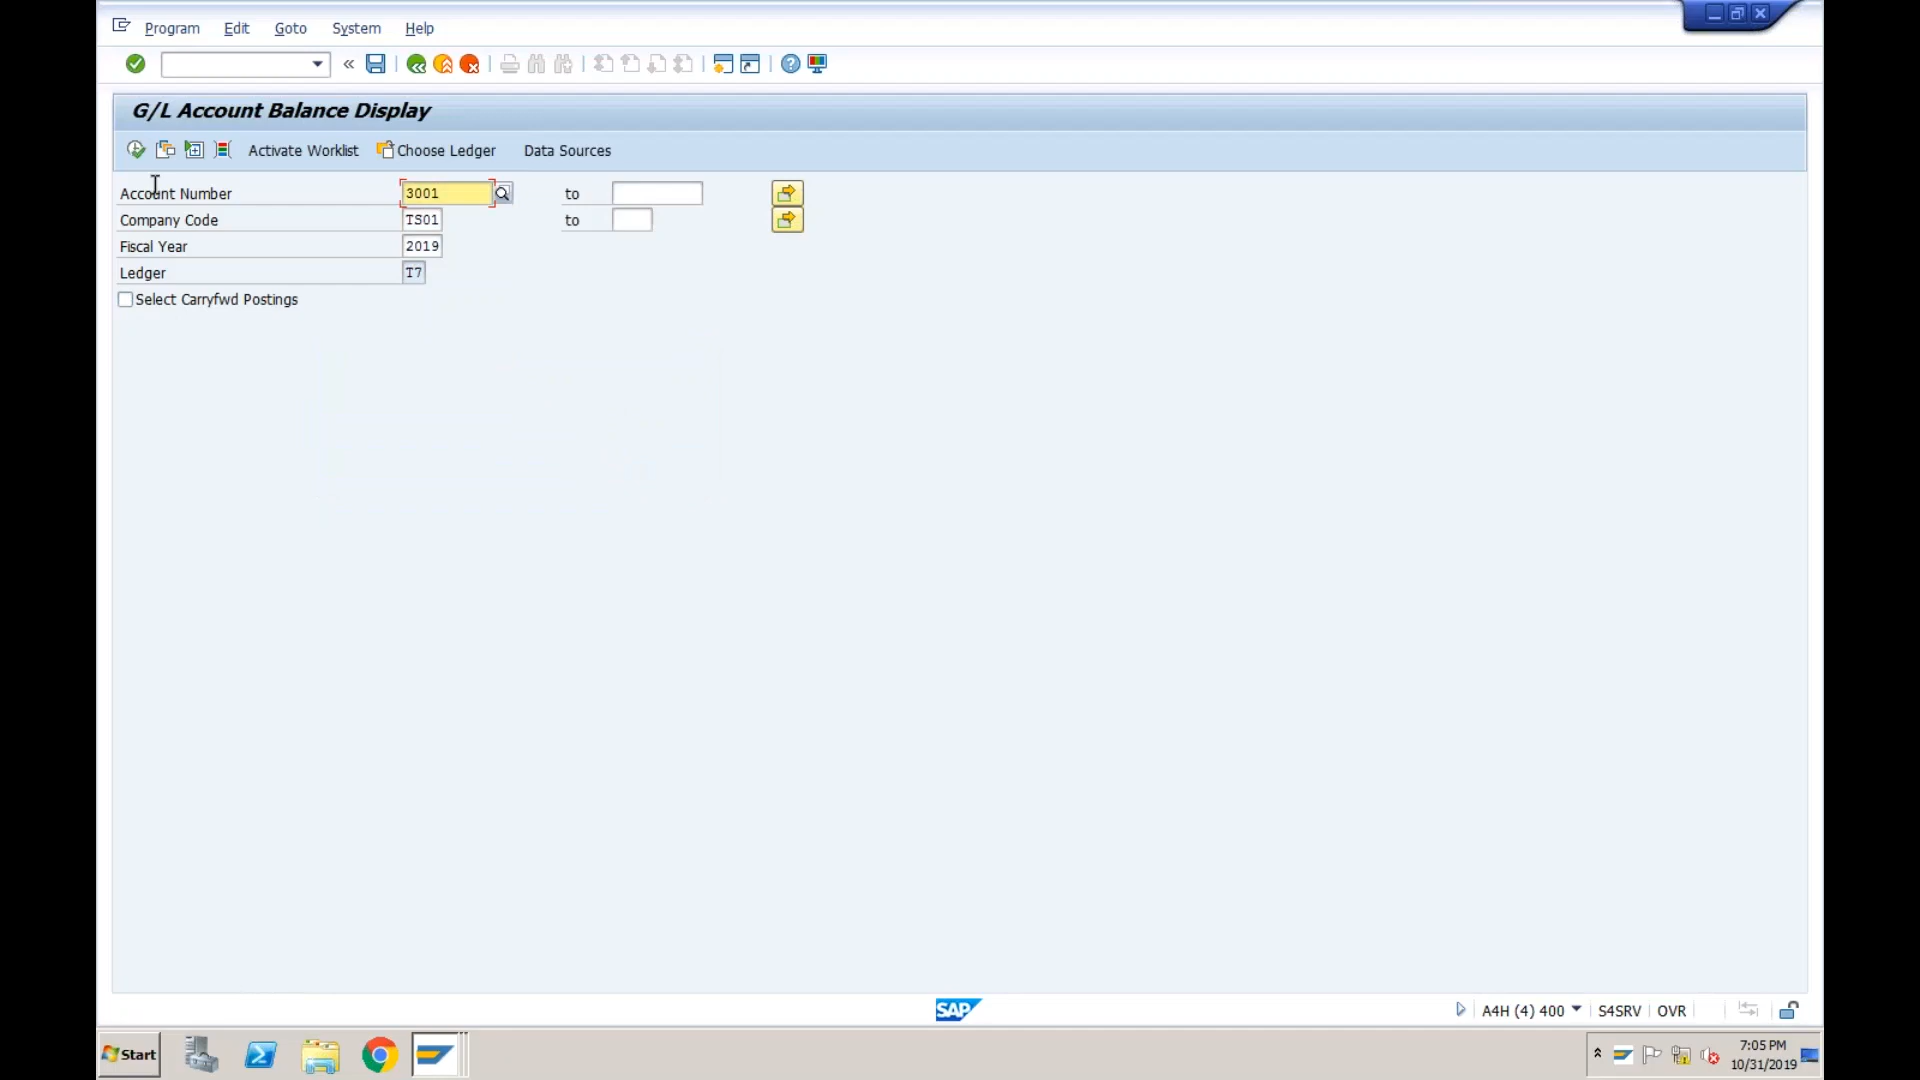 Program Edit Goto System Help
«
G/L Account Balance Display
Activate Worklist Choose Ledger Data Sources
Account Number 3001 to
Company Code TS01 to
Fiscal Year 2019
Ledger T7
Select Carryfwd Postings
SAP A4H (4) 400 S4SRV OVR
Start 7:05 PM
10/31/2019